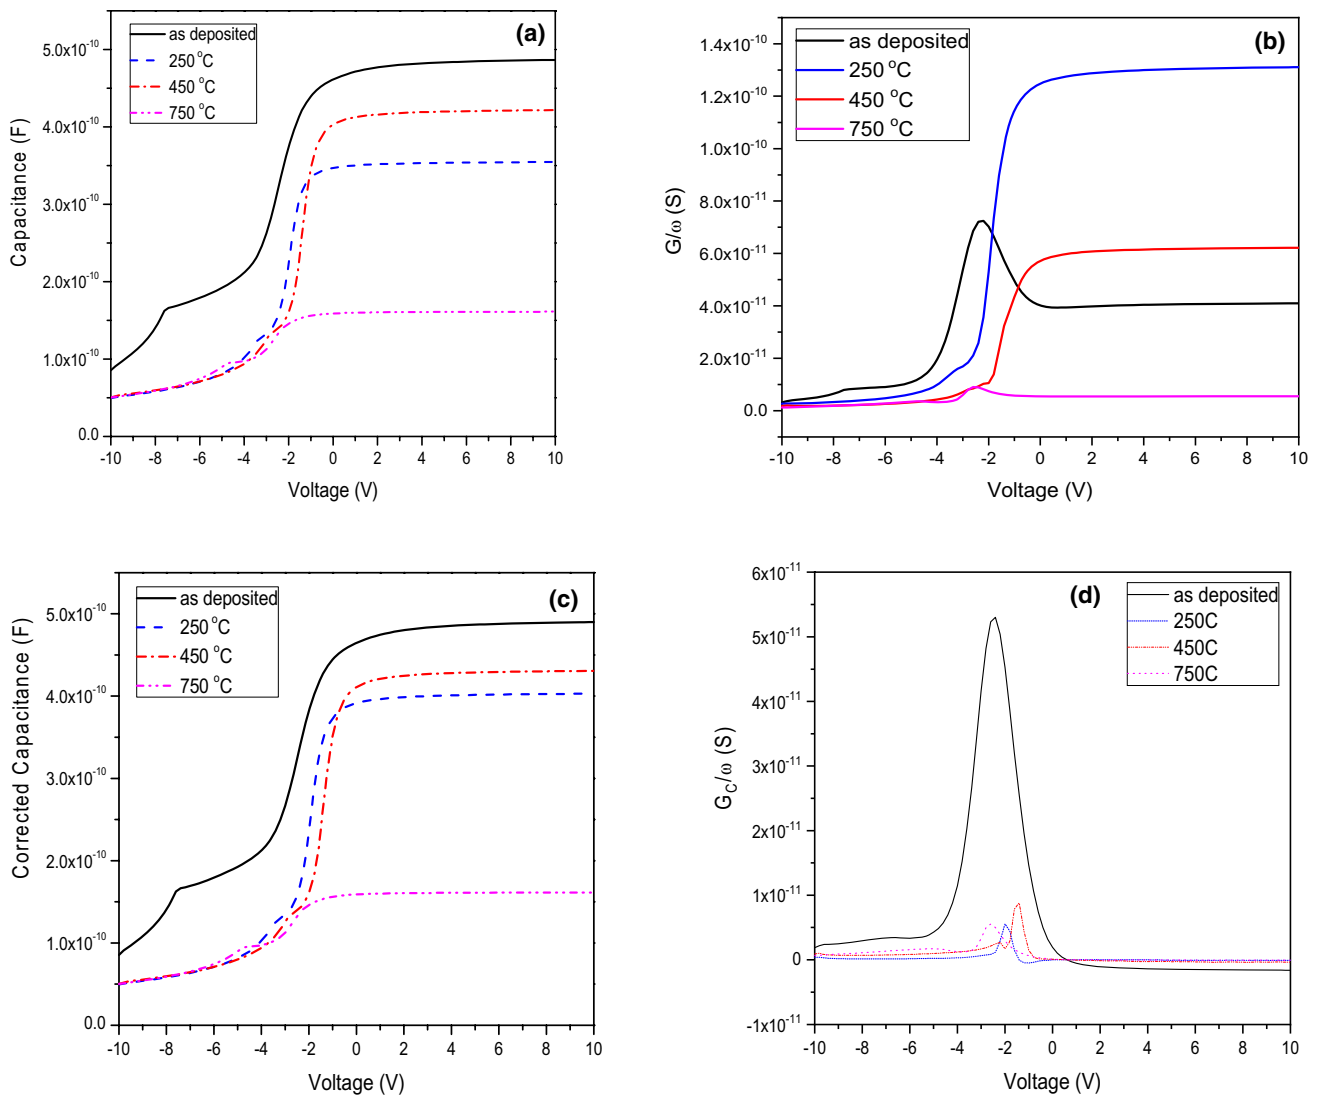 (a)
as deposited
250 °C
450 °C
750 °C
5.0x10⁻¹⁰
4.0x10⁻¹⁰
3.0x10⁻¹⁰
2.0x10⁻¹⁰
1.0x10⁻¹⁰
0.0
Capacitance (F)
-10 -8 -6 -4 -2 0 2 4 6 8 10
Voltage (V)
(b)
as deposited
250 °C
450 °C
750 °C
1.4x10⁻¹⁰
1.2x10⁻¹⁰
1.0x10⁻¹⁰
8.0x10⁻¹¹
6.0x10⁻¹¹
4.0x10⁻¹¹
2.0x10⁻¹¹
0.0
G/ω (S)
-10 -8 -6 -4 -2 0 2 4 6 8 10
Voltage (V)
(c)
as deposited
250 °C
450 °C
750 °C
5.0x10⁻¹⁰
4.0x10⁻¹⁰
3.0x10⁻¹⁰
2.0x10⁻¹⁰
1.0x10⁻¹⁰
0.0
Corrected Capacitance (F)
-10 -8 -6 -4 -2 0 2 4 6 8 10
Voltage (V)
(d)
as deposited
250C
450C
750C
6x10⁻¹¹
5x10⁻¹¹
4x10⁻¹¹
3x10⁻¹¹
2x10⁻¹¹
1x10⁻¹¹
0
-1x10⁻¹¹
G_C/ω (S)
-10 -8 -6 -4 -2 0 2 4 6 8 10
Voltage (V)